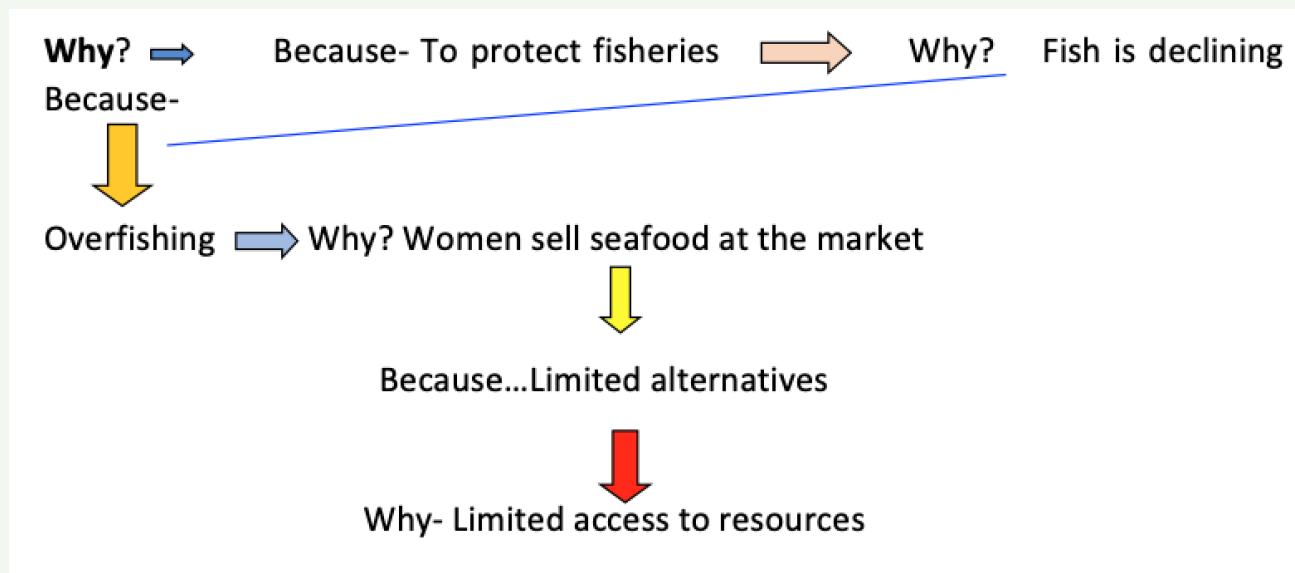 Why? Because- To protect fisheries Why? Fish is declining
Because-
Overfishing Why? Women sell seafood at the market
Because...Limited alternatives
Why- Limited access to resources